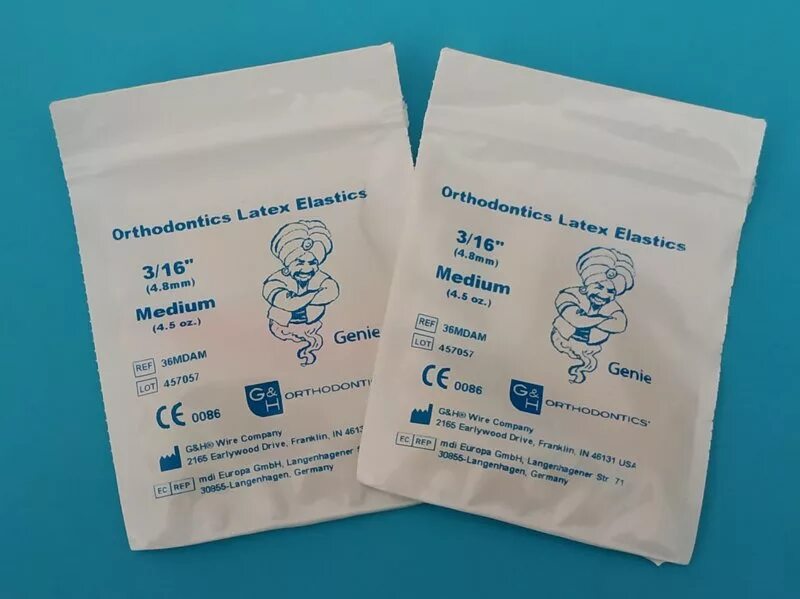 Orthodontics Latex Elastics
3/16"
(4.8mm)
Medium
(4.5 oz.)
Genie
REF 36MDAM
LOT 457057
CE 0086
G&H ORTHODONTICS
G&H® Wire Company
2165 Earlywood Drive, Franklin, IN 4613
EC REP mdi Europa GmbH, Langenhagener S
30855-Langenhagen, Germany
Orthodontics Latex Elastics
3/16"
(4.8mm)
Medium
(4.5 oz.)
Genie
REF 36MDAM
LOT 457057
CE 0086
G&H ORTHODONTICS'
G&H® Wire Company
2165 Earlywood Drive, Franklin, IN 46131 USA
EC REP mdi Europa GmbH, Langenhagener Str 71
30855-Langenhagen, Germany